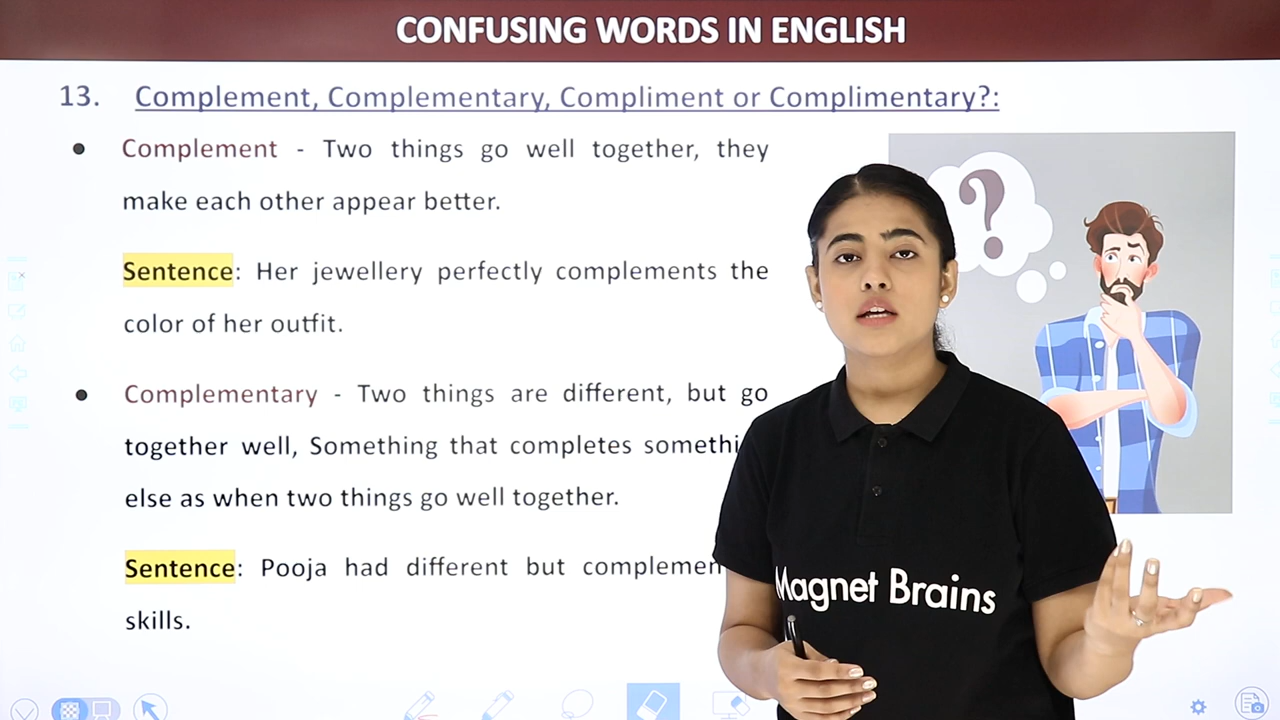 CONFUSING WORDS IN ENGLISH
13. Complement, Complementary, Compliment or Complimentary?:
● Complement - Two things go well together, they
make each other appear better.
Sentence: Her jewellery perfectly complements the
color of her outfit.
● Complementary - Two things are different, but go
together well, Something that completes somethi
else as when two things go well together.
Sentence: Pooja had different but complemen
skills.
?
Magnet Brains